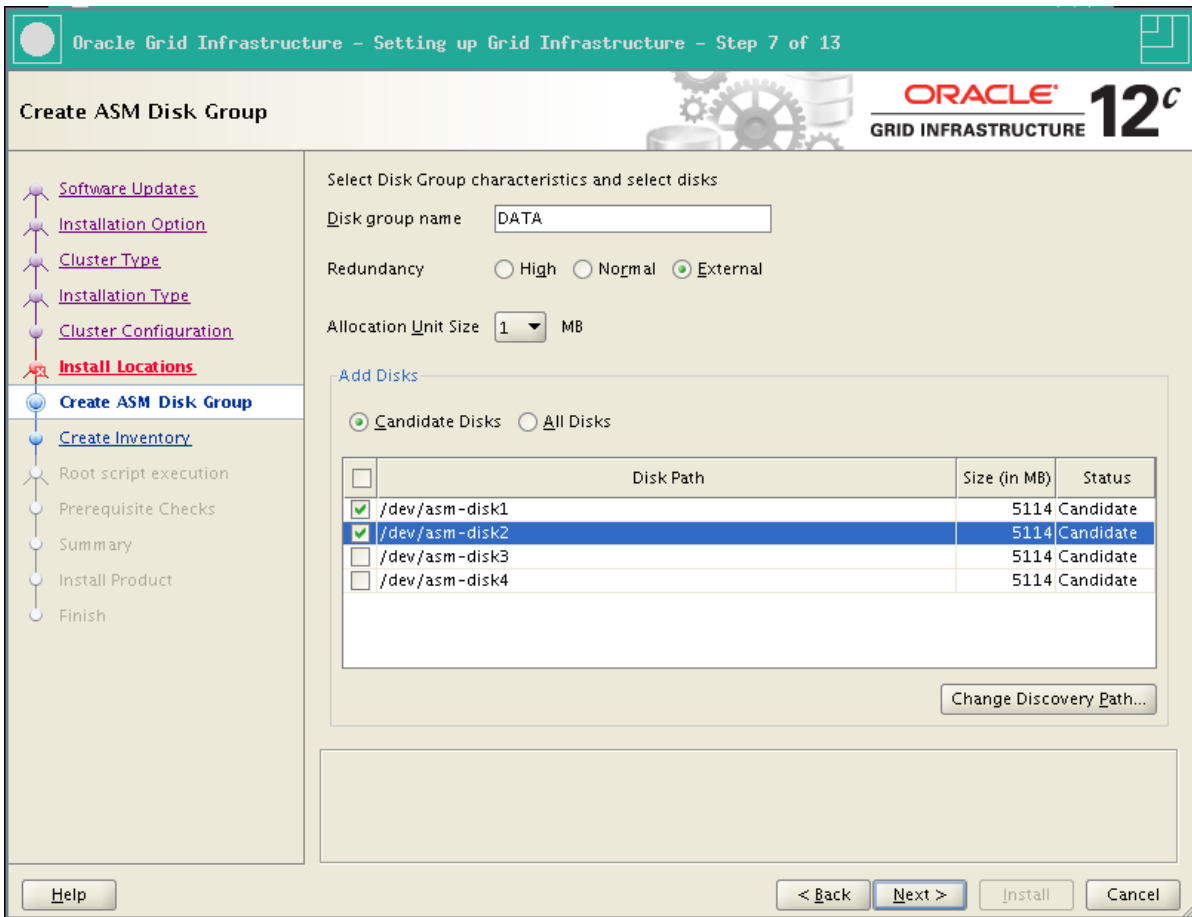 Oracle Grid Infrastructure - Setting up Grid Infrastructure - Step 7 of 13
Create ASM Disk Group
ORACLE
GRID INFRASTRUCTURE 12c
Software Updates
Installation Option
Cluster Type
Installation Type
Cluster Configuration
Install Locations
Create ASM Disk Group
Create Inventory
Root script execution
Prerequisite Checks
Summary
Install Product
Finish
Select Disk Group characteristics and select disks
Disk group name DATA
Redundancy High Normal External
Allocation Unit Size 1 MB
Add Disks
Candidate Disks All Disks
Disk Path Size (in MB) Status
/dev/asm-disk1 5114 Candidate
/dev/asm-disk2 5114 Candidate
/dev/asm-disk3 5114 Candidate
/dev/asm-disk4 5114 Candidate
Change Discovery Path...
Help < Back Next > Install Cancel